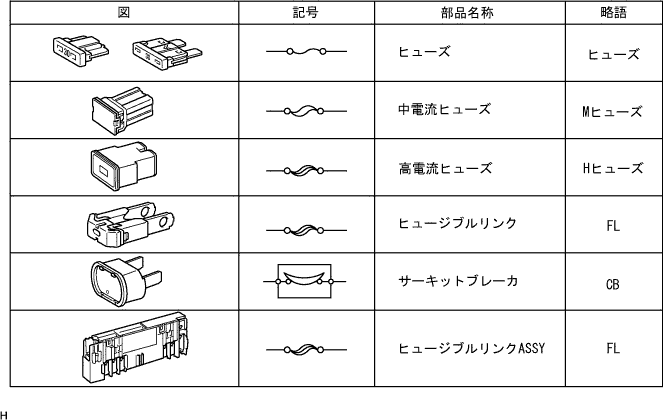 図 記号 部品名称 略語
ヒューズ ヒューズ
中電流ヒューズ Mヒューズ
高電流ヒューズ Hヒューズ
ヒュージブルリンク FL
サーキットブレーカ CB
ヒュージブルリンクASSY FL
H